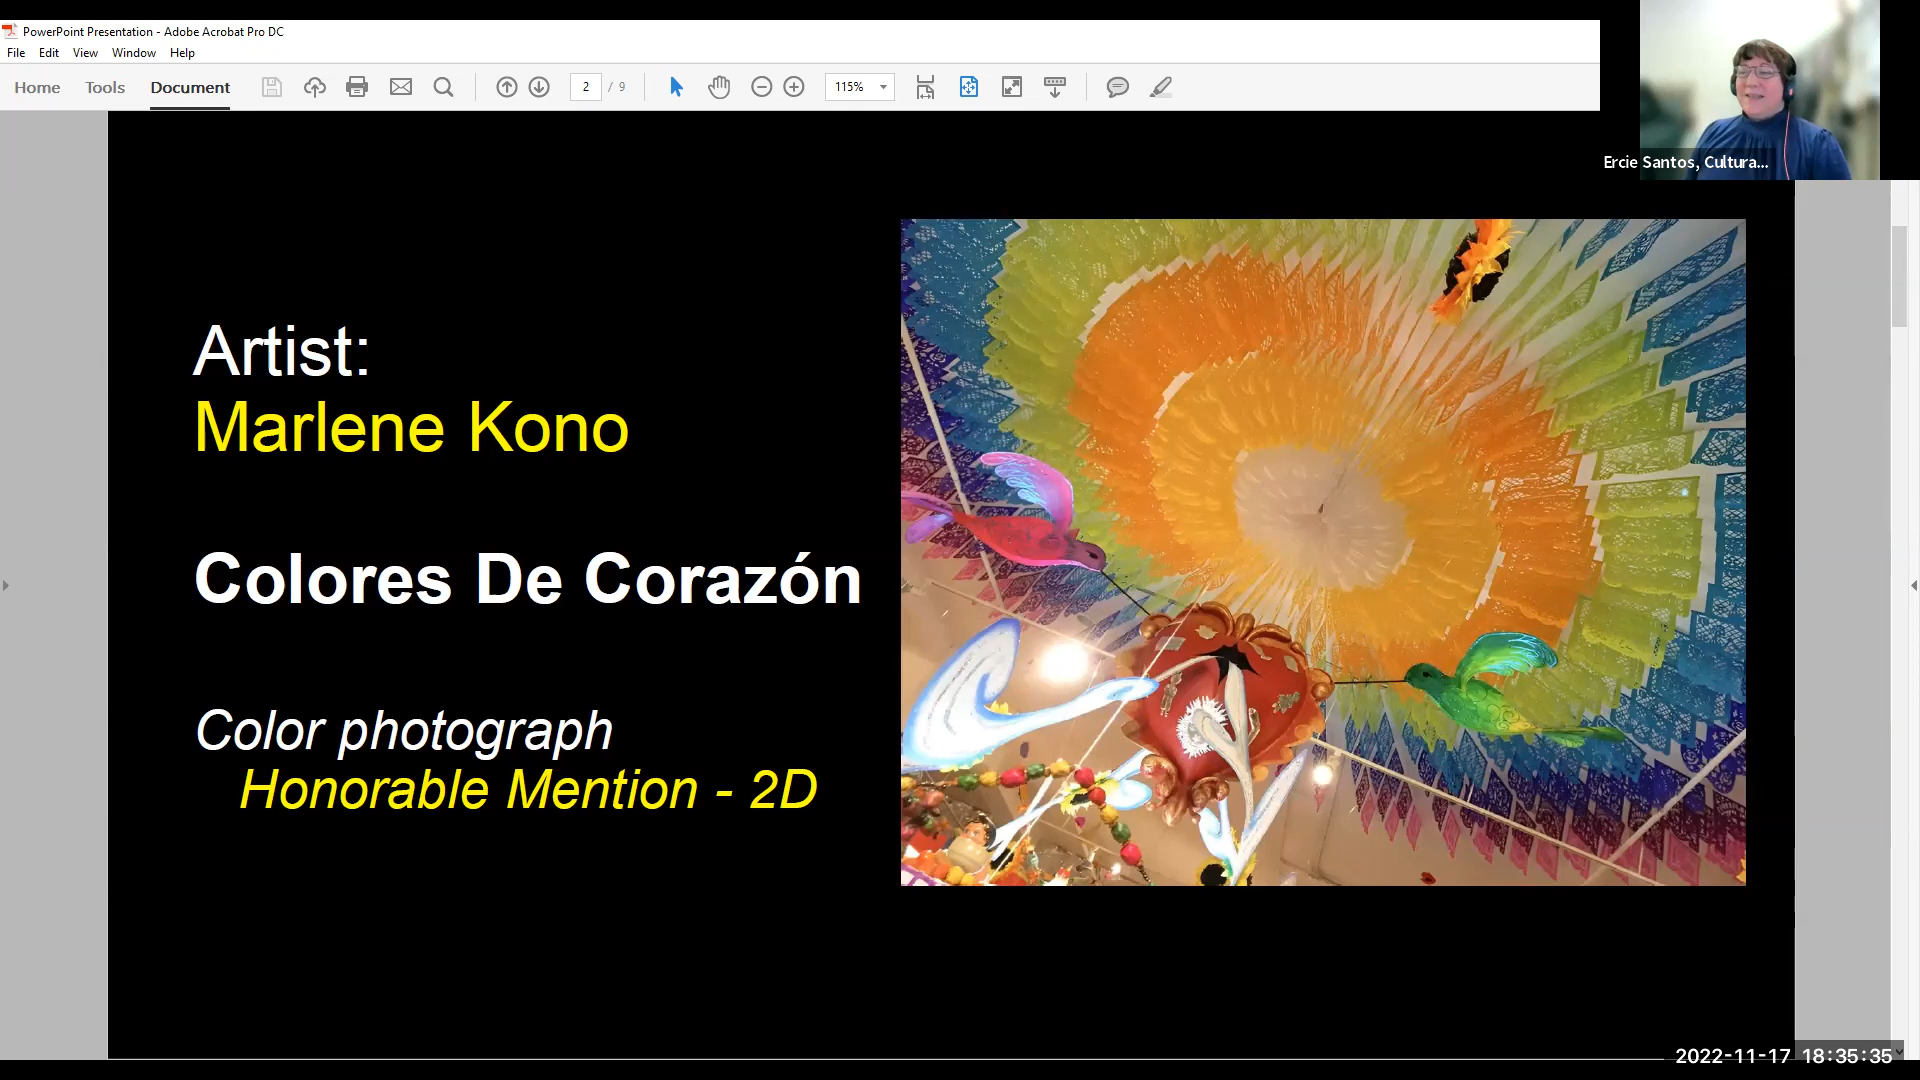 PowerPoint Presentation - Adobe Acrobat Pro DC
File Edit View Window Help
Home Tools Document 2 / 9 115%
Ercie Santos, Cultura...
Artist:
Marlene Kono
Colores De Corazón
Color photograph
Honorable Mention - 2D
2022-11-17 18:35:35